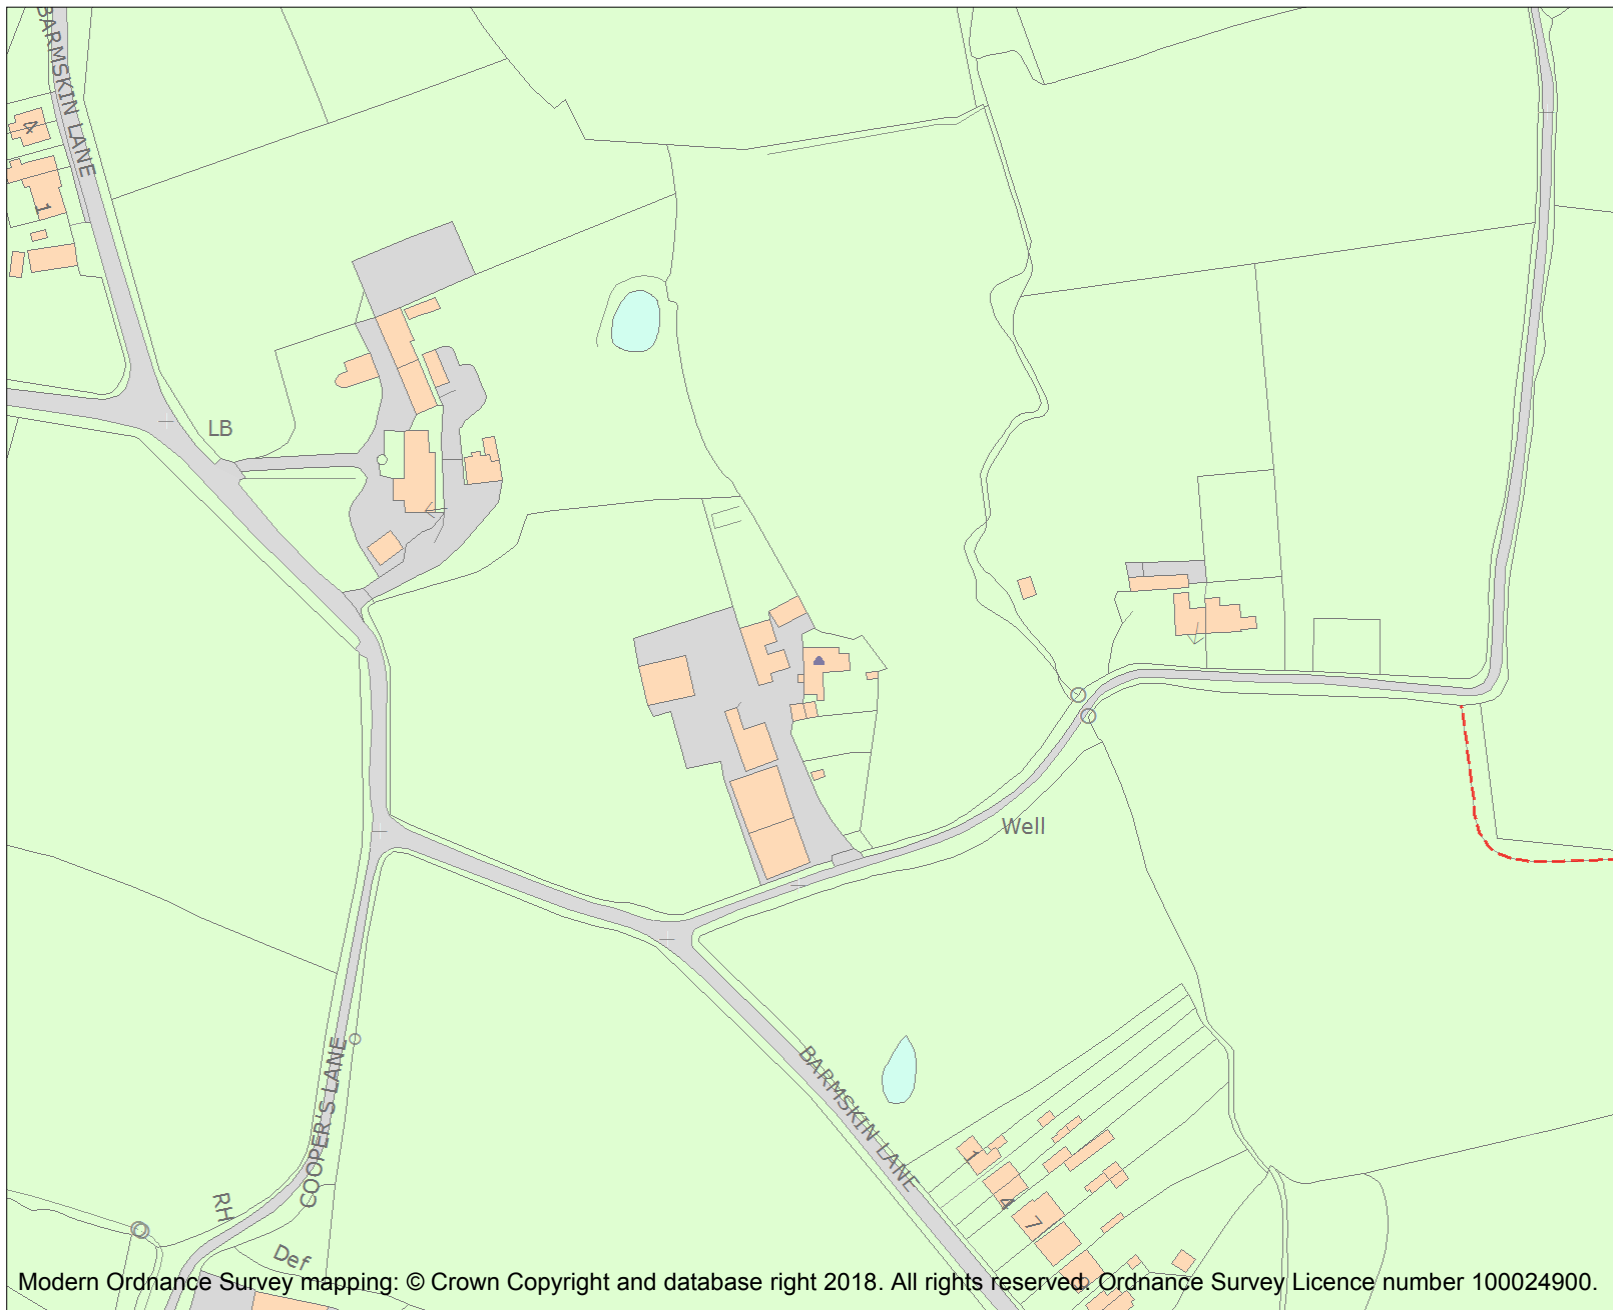 BARMSKIN LANE
4
1
LB
Well
BARMSKIN LANE
COOPER'S LANE
1
4
7
RH
Def
Modern Ordnance Survey mapping: © Crown Copyright and database right 2018. All rights reserved. Ordnance Survey Licence number 100024900.